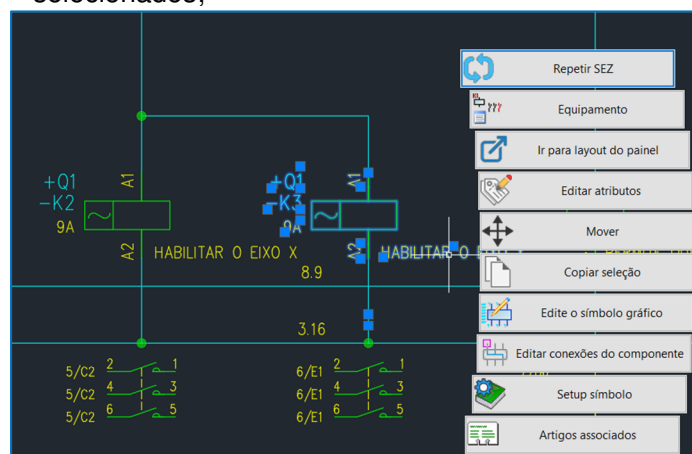 selecionados;
Repetir SEZ
Equipamento
Ir para layout do painel
Editar atributos
Mover
Copiar seleção
Edite o símbolo gráfico
Editar conexões do componente
Setup símbolo
Artigos associados
+Q1
-K2
9A
A1
A2
HABILITAR O EIXO X
+Q1
-K3
9A
A1
A2
HABILITAR O
8.9
3.16
5/C2 2 1
5/C2 4 3
5/C2 6 5
6/E1 2 1
6/E1 4 3
6/E1 6 5